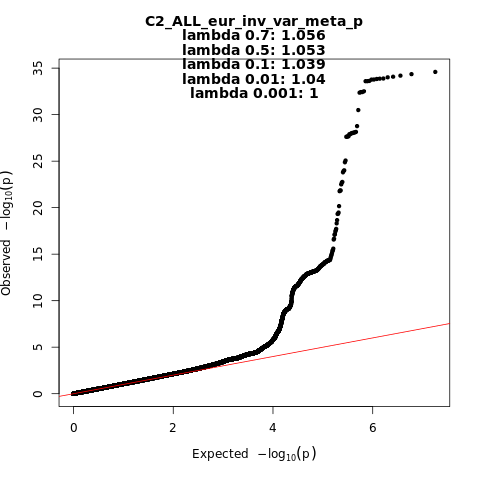 C2_ALL_eur_inv_var_meta_p
lambda 0.7: 1.056
lambda 0.5: 1.053
lambda 0.1: 1.039
lambda 0.01: 1.04
lambda 0.001: 1
35
30
25
20
15
10
5
0
Observed −log10(p)
0 2 4 6
Expected −log10(p)